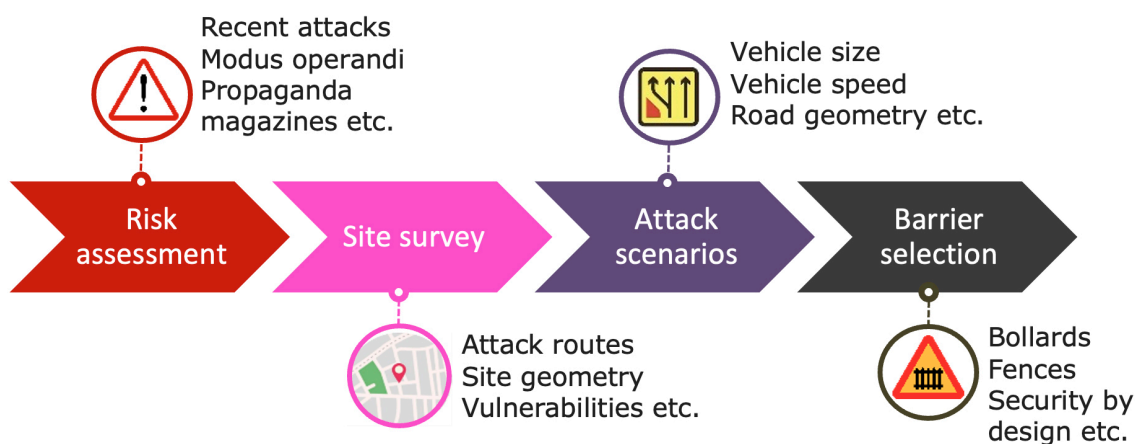 Recent attacks
Modus operandi
Propaganda
magazines etc.
Vehicle size
Vehicle speed
Road geometry etc.
Risk
assessment
Site survey
Attack
scenarios
Barrier
selection
Attack routes
Site geometry
Vulnerabilities etc.
Bollards
Fences
Security by
design etc.